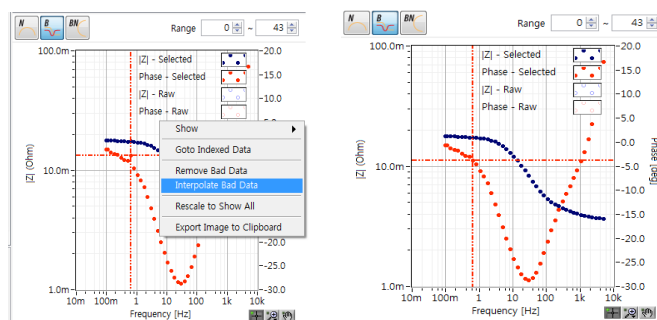 N B BN Range 0 ~ 43
100.0m
10.0m
1.0m
|Z| (Ohm)
|Z| - Selected
Phase - Selected
|Z| - Raw
Phase - Raw
20.0
15.0
10.0
-0.0
Show
Goto Indexed Data
Remove Bad Data
Interpolate Bad Data
Rescale to Show All
Export Image to Clipboard
-20.0
-25.0
-30.0
10m 100m 1 10 100 1k 10k
Frequency [Hz]
N B BN Range 0 ~ 43
100.0m
10.0m
1.0m
|Z| (Ohm)
|Z| - Selected
Phase - Selected
|Z| - Raw
Phase - Raw
20.0
15.0
10.0
5.0
-0.0
-5.0
-10.0
-15.0
-20.0
-25.0
-30.0
Phase [deg]
10m 100m 1 10 100 1k 10k
Frequency [Hz]